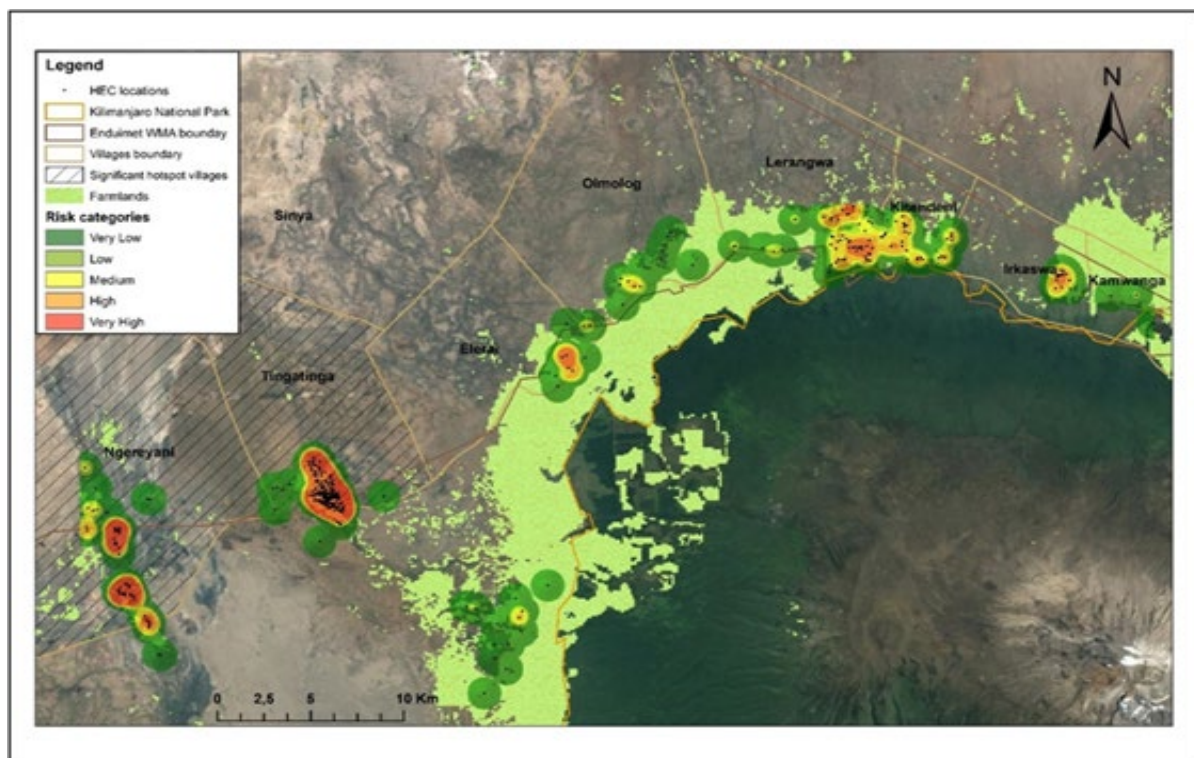 Legend
HEC locations
Kilimanjaro National Park
Enduimet WMA bounday
Villages boundary
Significant hotspot villages
Farmlands
Risk categories
Very Low
Low
Medium
High
Very High
N
Lerangwa
Olmolog
Kitendeni
Sinya
Irkaswa
Kamwanga
Elerai
Tingatinga
Ngereyani
0 2,5 5 10 Km